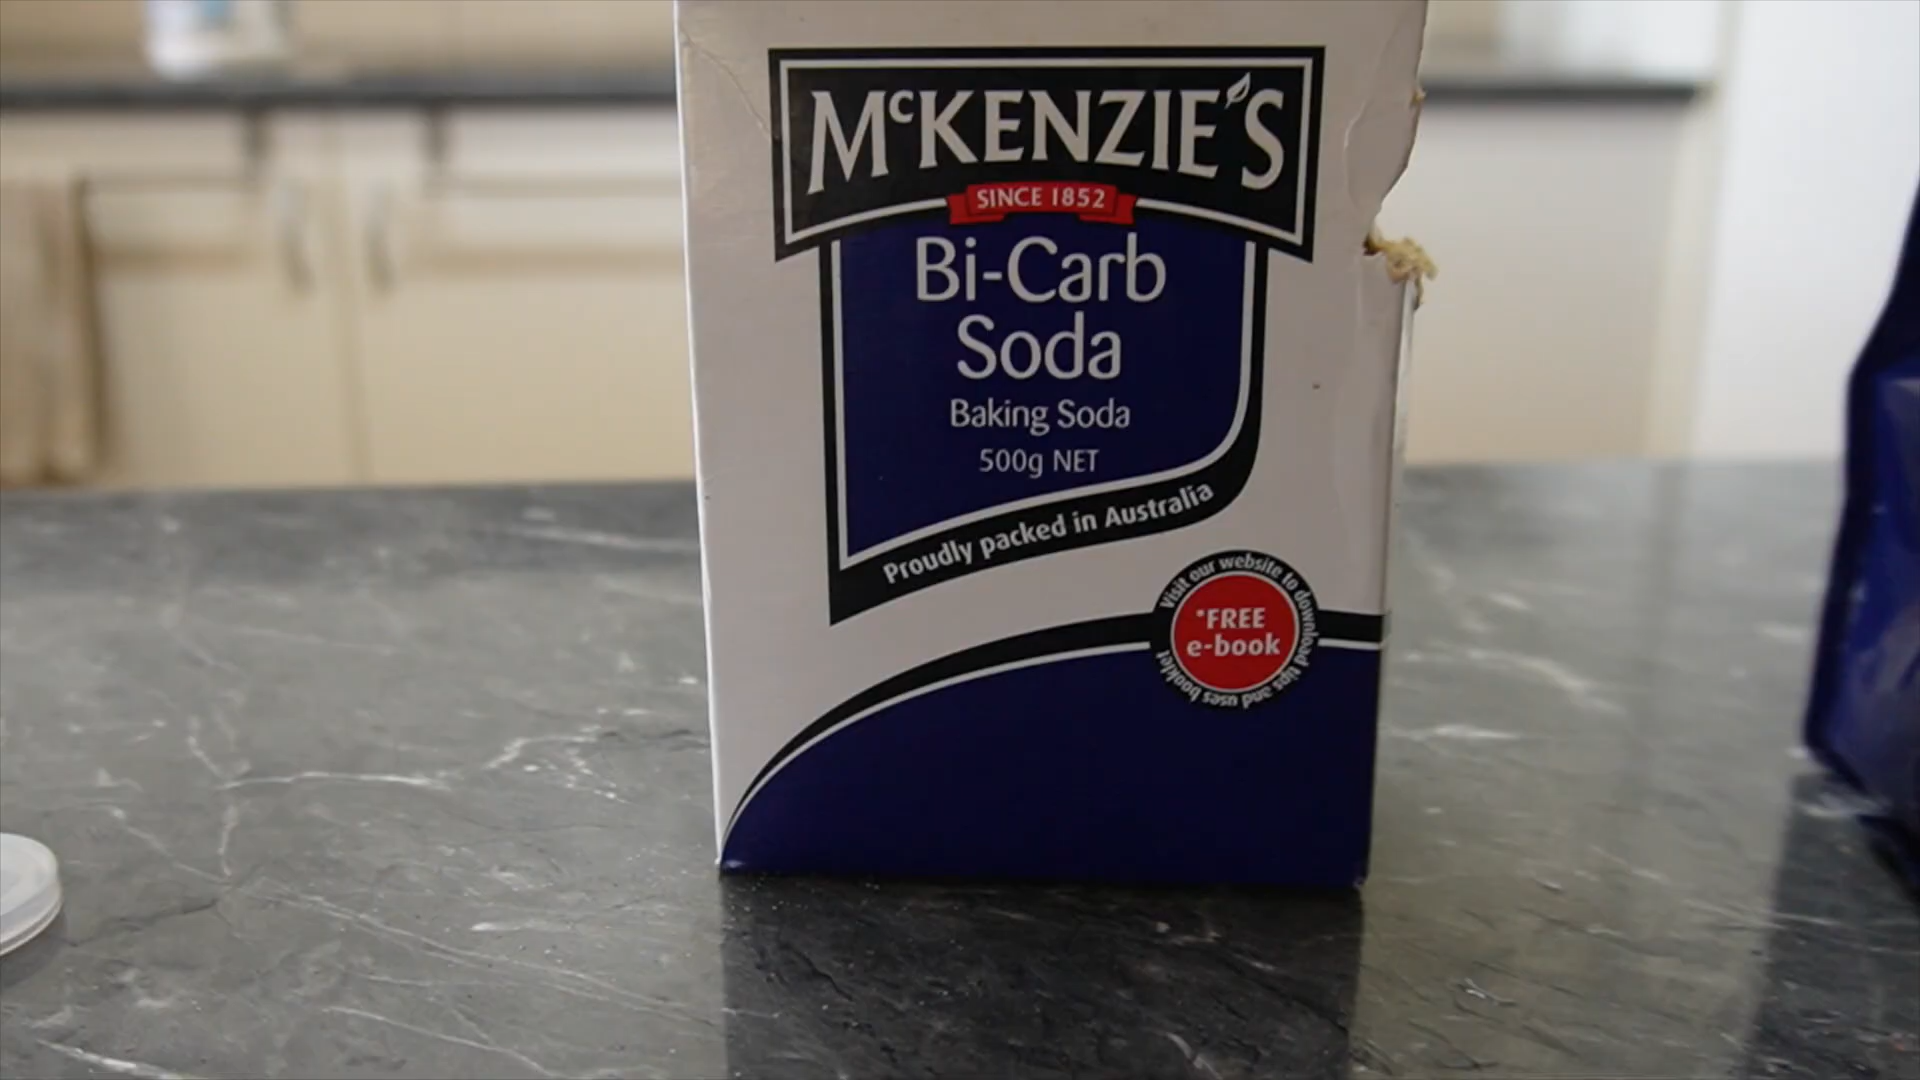 McKENZIE'S
SINCE 1852
Bi-Carb
Soda
Baking Soda
500g NET
Proudly packed in Australia
Visit our website to download tips and uses booklet
*FREE
e-book